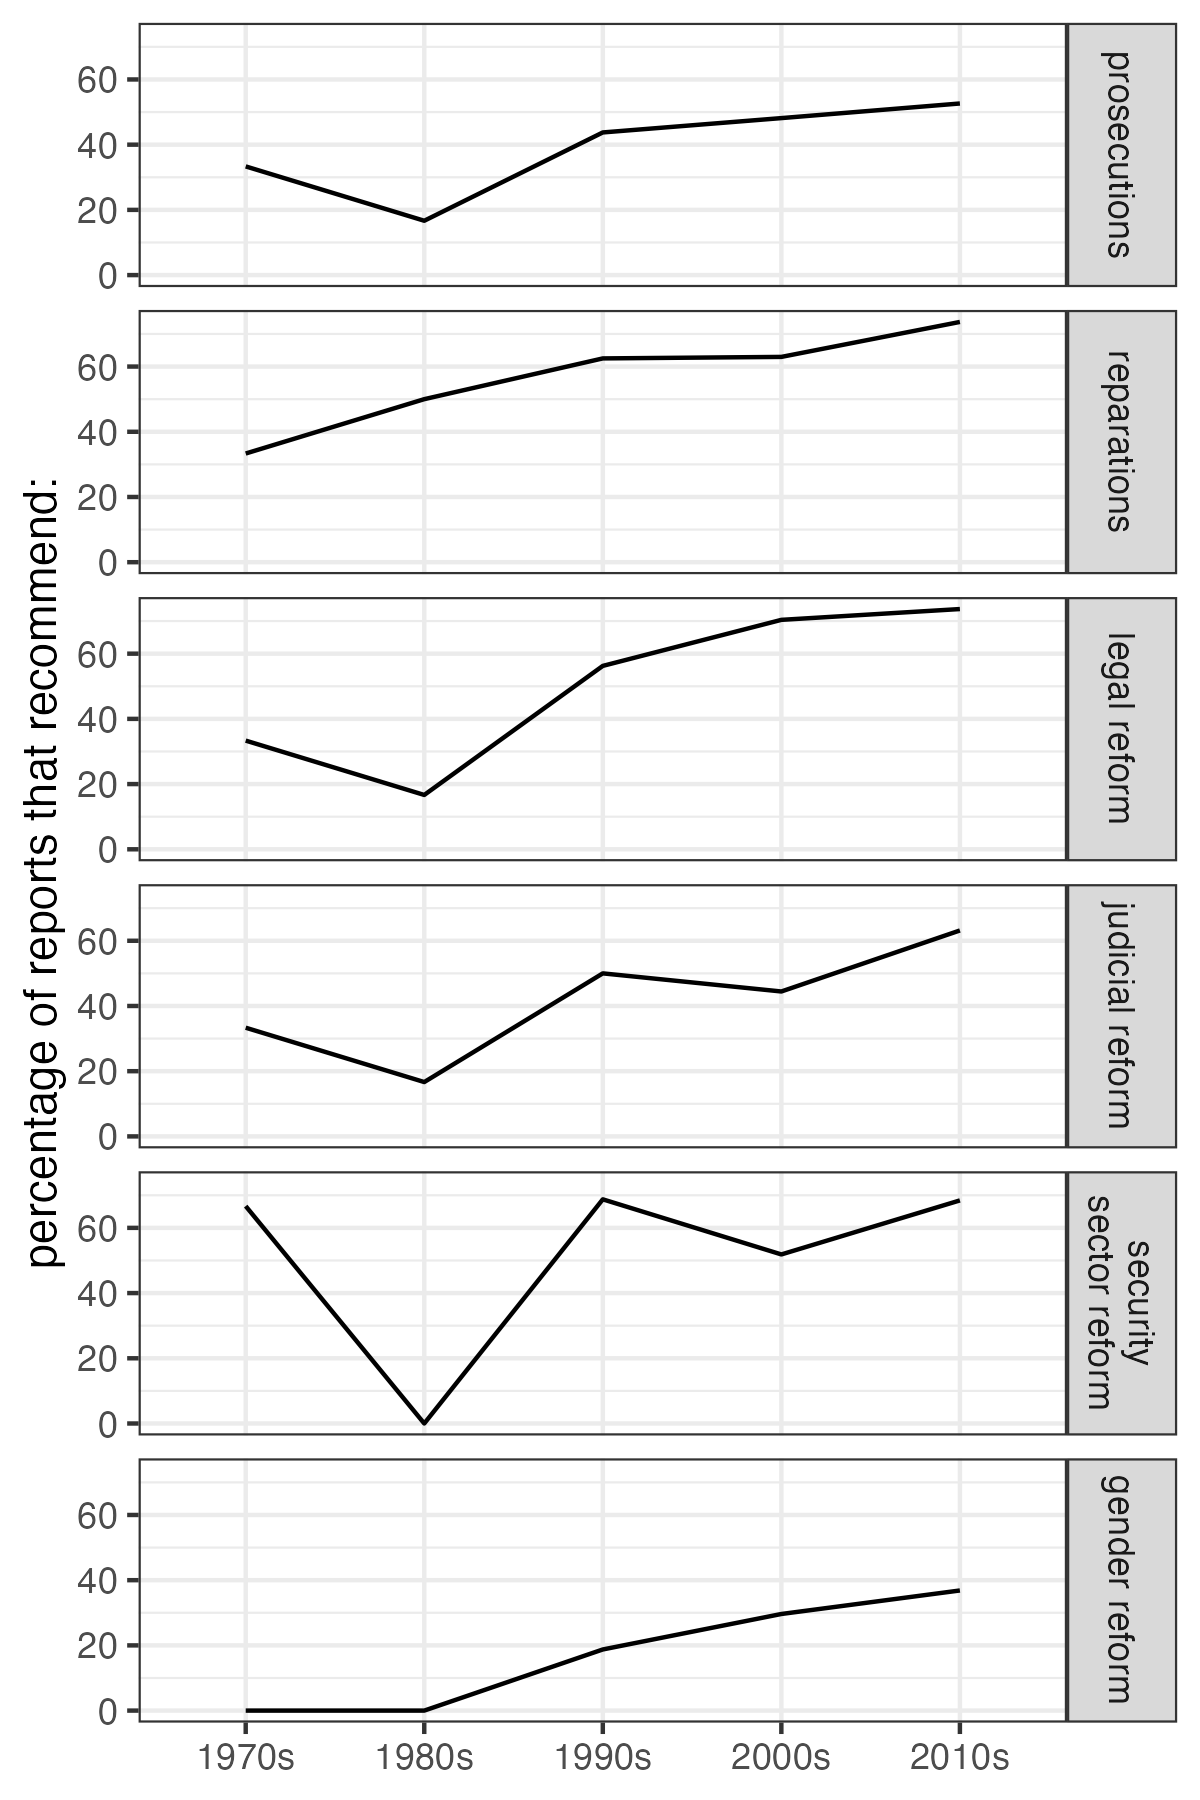 percentage of reports that recommend:
60
40
20
0
prosecutions
60
40
20
0
reparations
60
40
20
0
legal reform
60
40
20
0
judicial reform
60
40
20
0
security
sector reform
60
40
20
0
gender reform
1970s 1980s 1990s 2000s 2010s